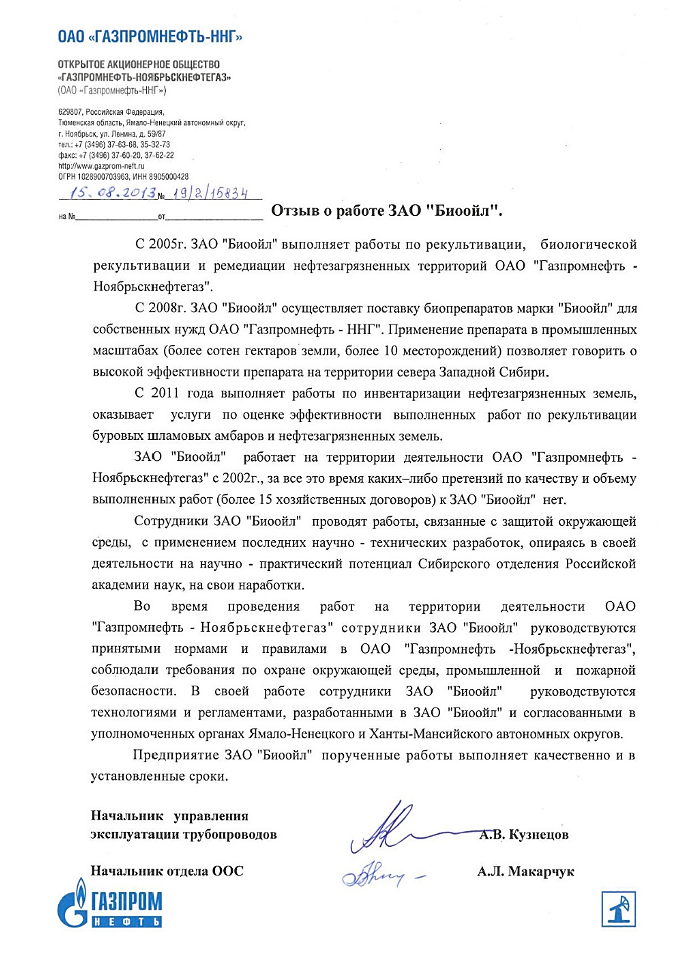 ОАО «ГАЗПРОМНЕФТЬ-ННГ»
ОТКРЫТОЕ АКЦИОНЕРНОЕ ОБЩЕСТВО
«ГАЗПРОМНЕФТЬ-НОЯБРЬСКНЕФТЕГАЗ»
(ОАО «Газпромнефть-ННГ»)
629807, Российская Федерация,
Тюменская область, Ямало-Ненецкий автономный округ,
г. Ноябрьск, ул. Ленина, д. 59/87
тел.: +7 (3496) 37-63-68, 35-32-73
факс: +7 (3496) 37-60-20, 37-62-22
http://www.gazprom-neft.ru
ОГРН 1028900703963, ИНН 8905000428
15.08.2013 № 19/2/15834
на № от
Отзыв о работе ЗАО "Биоойл".
С 2005г. ЗАО "Биоойл" выполняет работы по рекультивации, биологической
рекультивации и ремедиации нефтезагрязненных территорий ОАО "Газпромнефть -
Ноябрьскнефтегаз".
С 2008г. ЗАО "Биоойл" осуществляет поставку биопрепаратов марки "Биоойл" для
собственных нужд ОАО "Газпромнефть - ННГ". Применение препарата в промышленных
масштабах (более сотен гектаров земли, более 10 месторождений) позволяет говорить о
высокой эффективности препарата на территории севера Западной Сибири.
С 2011 года выполняет работы по инвентаризации нефтезагрязненных земель,
оказывает услуги по оценке эффективности выполненных работ по рекультивации
буровых шламовых амбаров и нефтезагрязненных земель.
ЗАО "Биоойл" работает на территории деятельности ОАО "Газпромнефть -
Ноябрьскнефтегаз" с 2002г., за все это время каких–либо претензий по качеству и объему
выполненных работ (более 15 хозяйственных договоров) к ЗАО "Биоойл" нет.
Сотрудники ЗАО "Биоойл" проводят работы, связанные с защитой окружающей
среды, с применением последних научно - технических разработок, опираясь в своей
деятельности на научно - практический потенциал Сибирского отделения Российской
академии наук, на свои наработки.
Во время проведения работ на территории деятельности ОАО
"Газпромнефть - Ноябрьскнефтегаз" сотрудники ЗАО "Биоойл" руководствуются
принятыми нормами и правилами в ОАО "Газпромнефть -Ноябрьскнефтегаз",
соблюдали требования по охране окружающей среды, промышленной и пожарной
безопасности. В своей работе сотрудники ЗАО "Биоойл" руководствуются
технологиями и регламентами, разработанными в ЗАО "Биоойл" и согласованными в
уполномоченных органах Ямало-Ненецкого и Ханты-Мансийского автономных округов.
Предприятие ЗАО "Биоойл" порученные работы выполняет качественно и в
установленные сроки.
Начальник управления
эксплуатации трубопроводов А.В. Кузнецов
Начальник отдела ООС А.Л. Макарчук
ГАЗПРОМ
НЕФТЬ